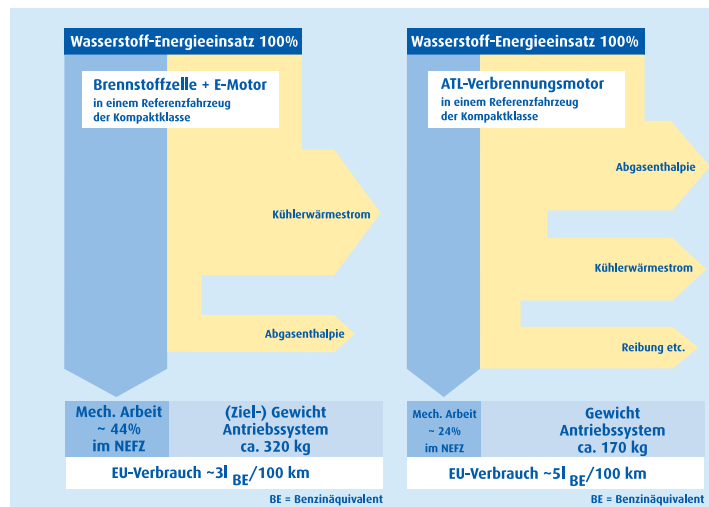 Wasserstoff-Energieeinsatz 100%
Brennstoffzelle + E-Motor
in einem Referenzfahrzeug
der Kompaktklasse
Kühlerwärmestrom
Abgasenthalpie
Mech. Arbeit
~ 44%
im NEFZ
(Ziel-) Gewicht
Antriebssystem
ca. 320 kg
EU-Verbrauch ~3l BE/100 km
BE = Benzinäquivalent
Wasserstoff-Energieeinsatz 100%
ATL-Verbrennungsmotor
in einem Referenzfahrzeug
der Kompaktklasse
Abgasenthalpie
Kühlerwärmestrom
Reibung etc.
Mech. Arbeit
~ 24%
im NEFZ
Gewicht
Antriebssystem
ca. 170 kg
EU-Verbrauch ~5l BE/100 km
BE = Benzinäquivalent